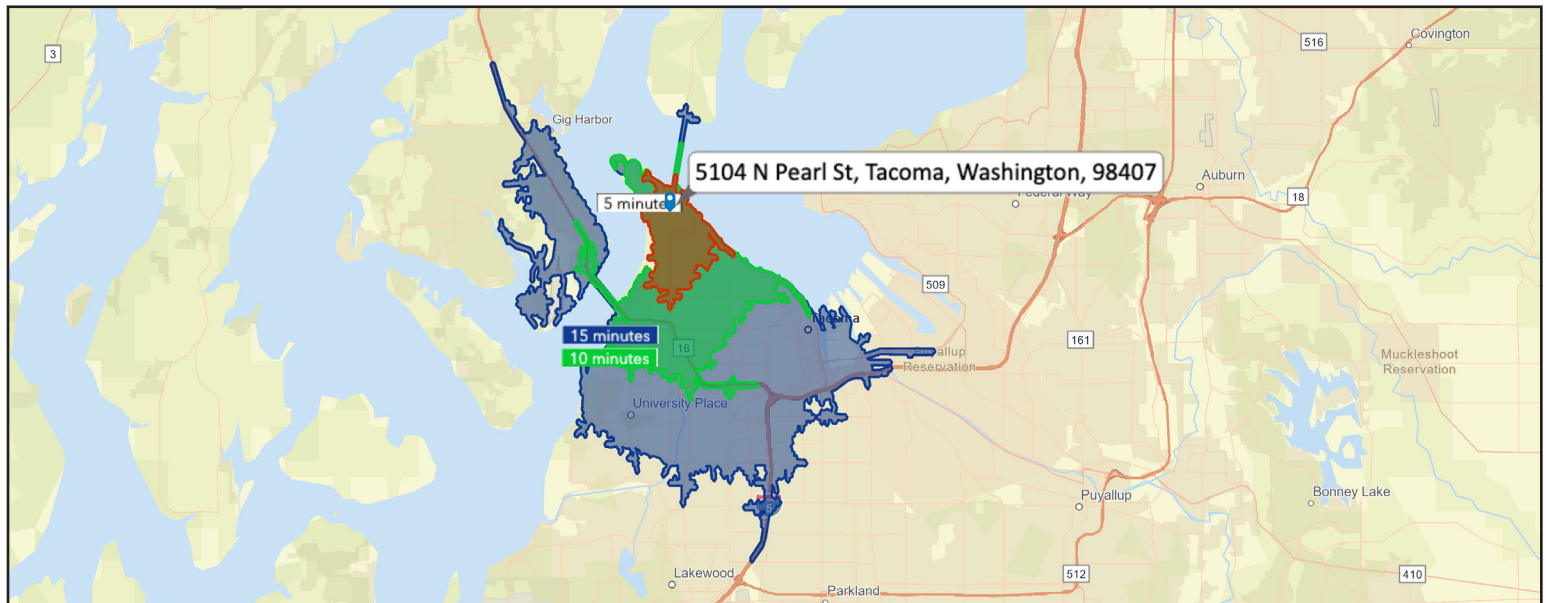 3
516
Covington
Gig Harbor
5104 N Pearl St, Tacoma, Washington, 98407
Auburn
18
Federal Way
5 minutes
509
Tacoma
15 minutes
10 minutes
16
161
Puyallup
Reservation
Muckleshoot
Reservation
University Place
Puyallup
Bonney Lake
5
Lakewood
Parkland
512
410